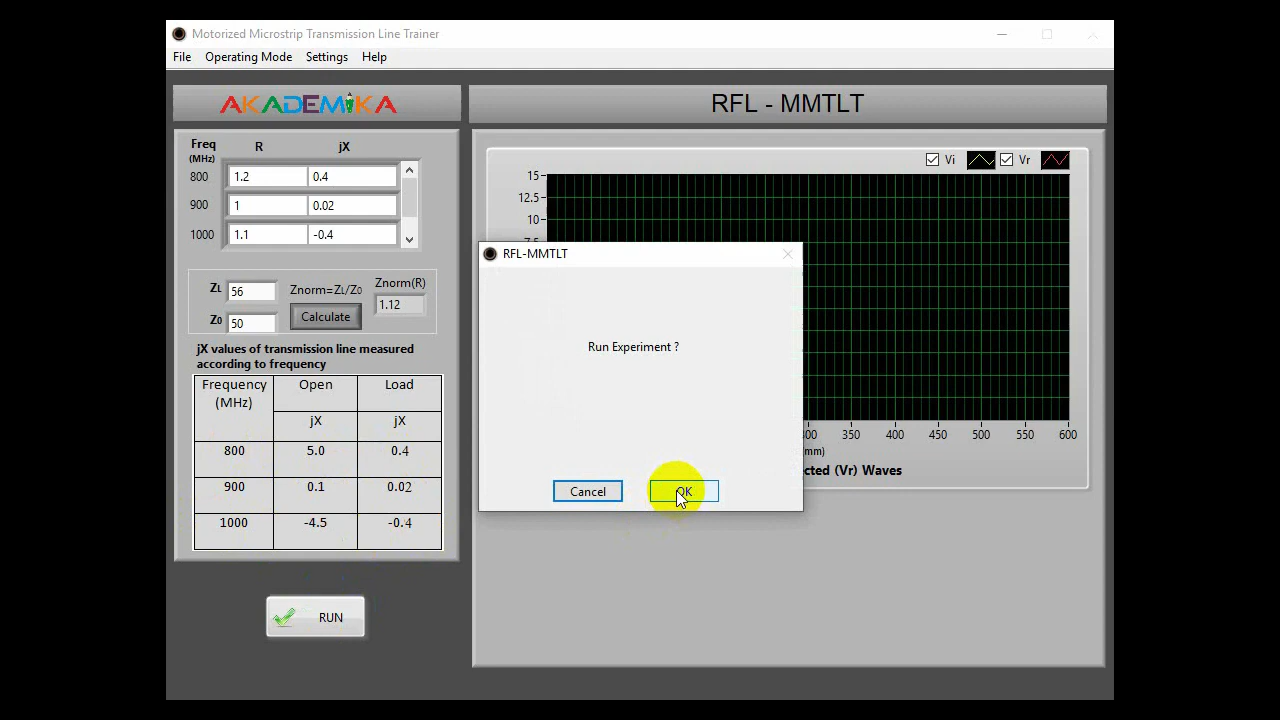 Motorized Microstrip Transmission Line Trainer
File Operating Mode Settings Help
AKADEMIKA
RFL - MMTLT
Freq
(MHz)
R jX
800 1.2 0.4
900 1 0.02
1000 1.1 -0.4
ZL 56
Z0 50
Znorm=ZL/Z0
Calculate
Znorm(R)
1.12
jX values of transmission line measured
according to frequency
Frequency
(MHz) Open Load
jX jX
800 5.0 0.4
900 0.1 0.02
1000 -4.5 -0.4
RUN
Vi Vr
15
12.5
10
RFL-MMTLT
Run Experiment ?
Cancel OK
350 400 450 500 550 600
mm)
ected (Vr) Waves